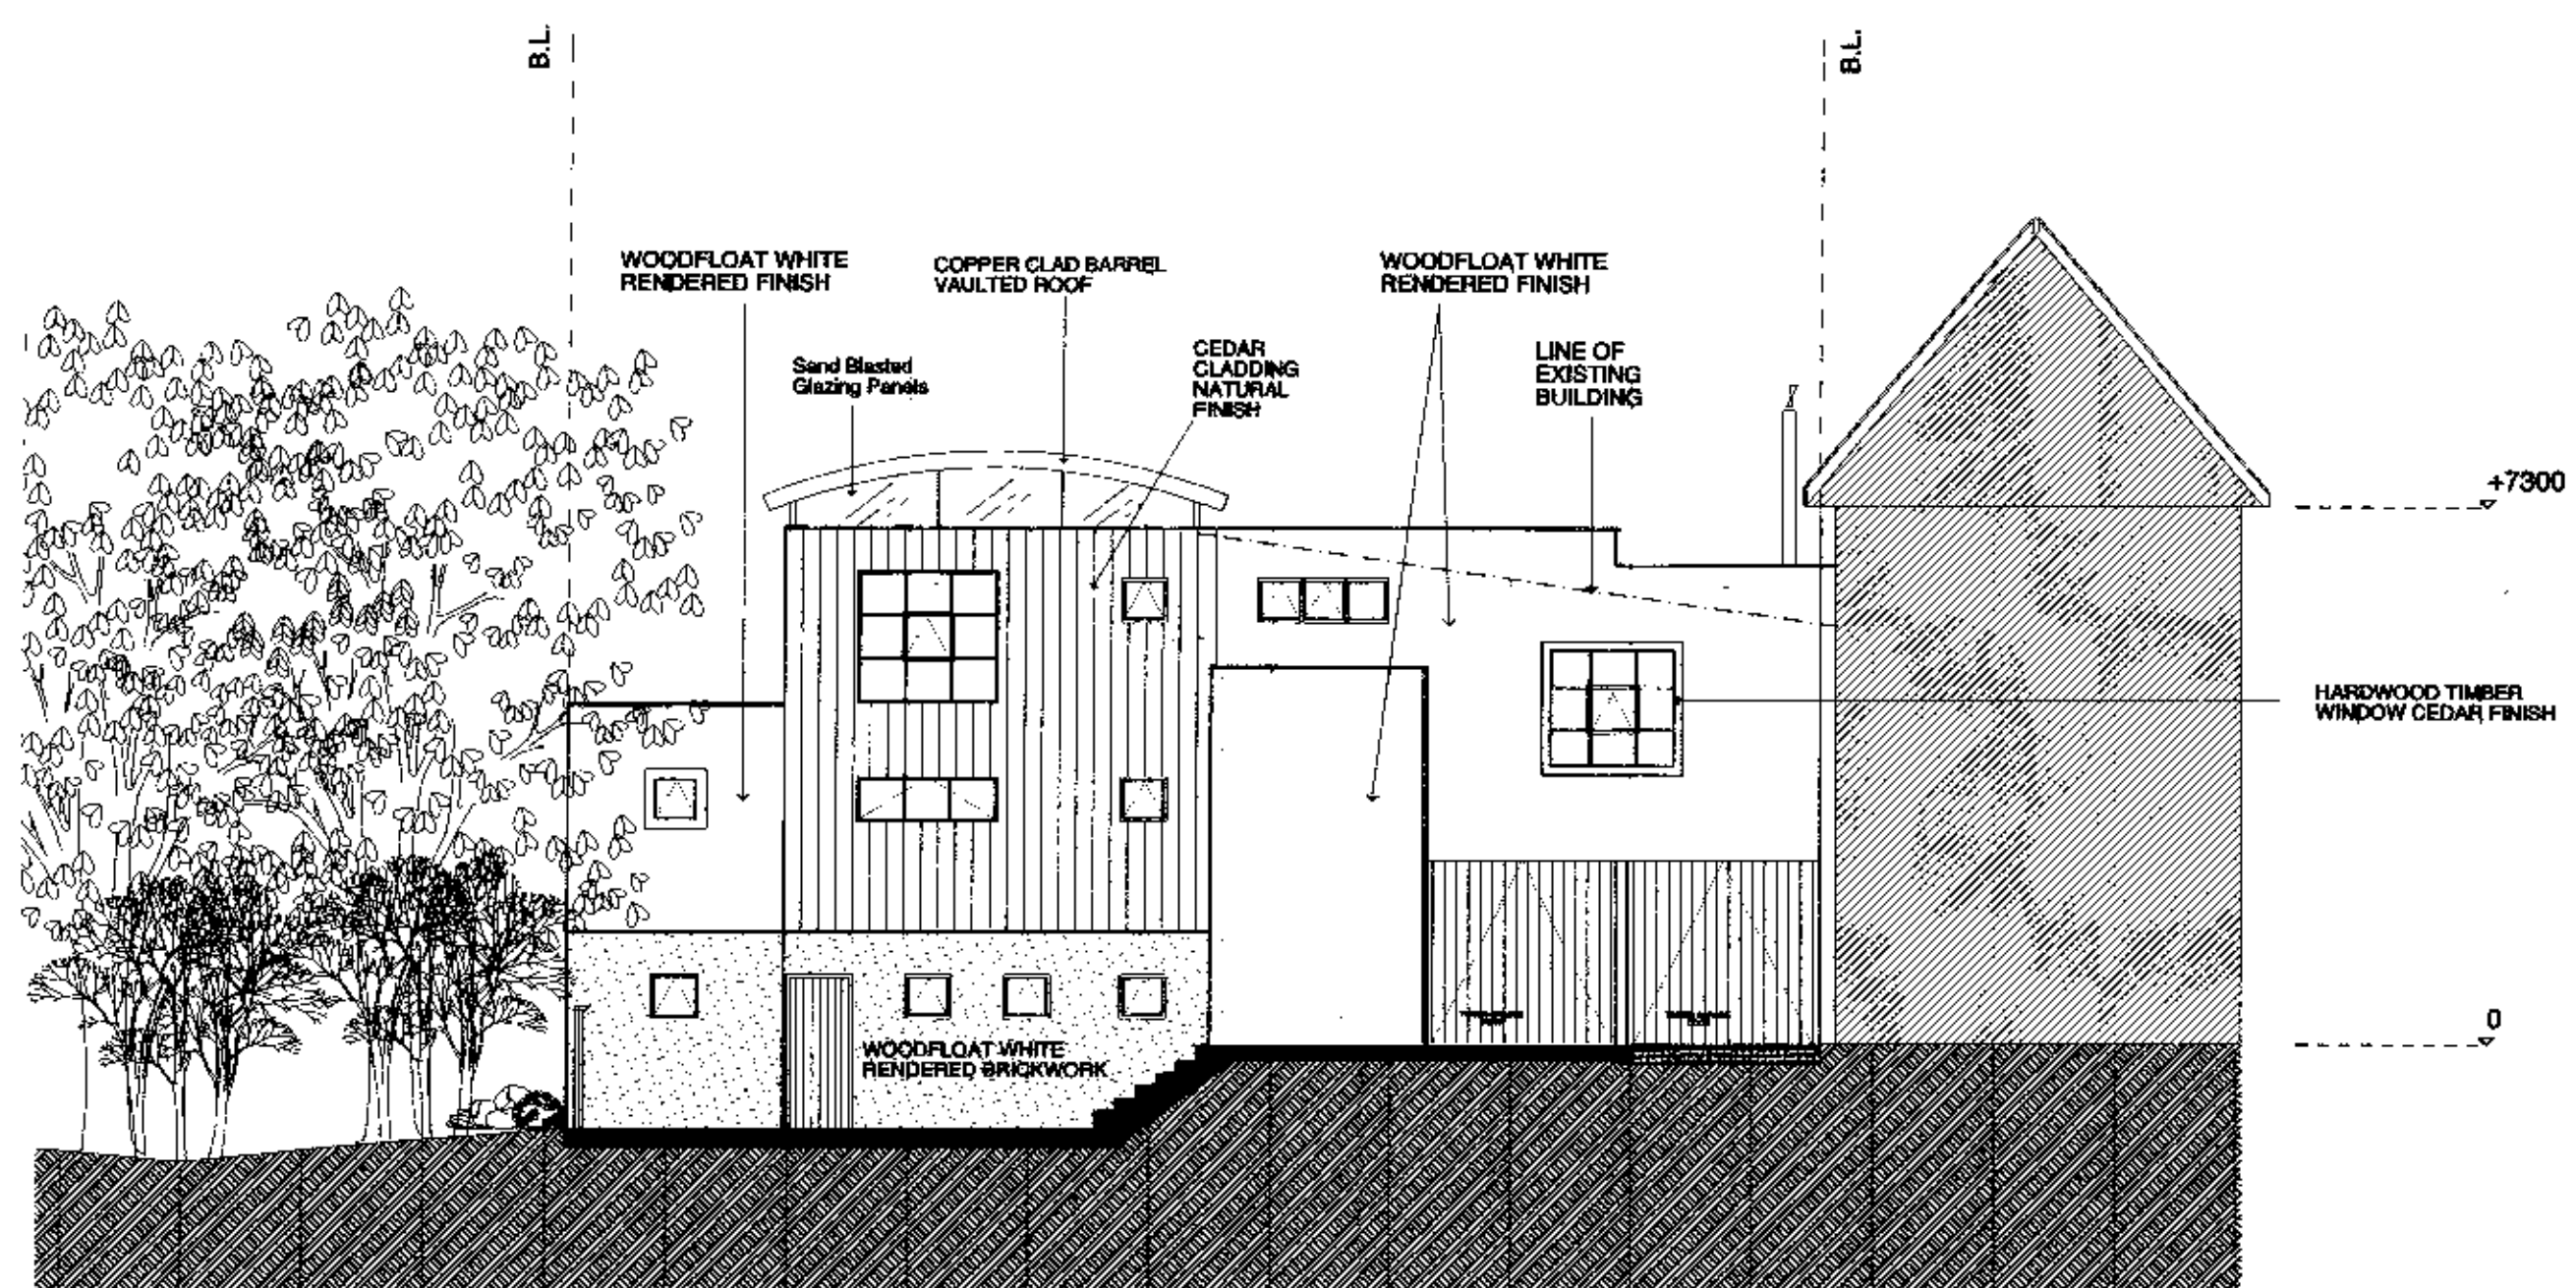 B.L.
B.L.
WOODFLOAT WHITE
RENDERED FINISH
COPPER CLAD BARREL
VAULTED ROOF
WOODFLOAT WHITE
RENDERED FINISH
Sand Blasted
Glazing Panels
CEDAR
CLADDING
NATURAL
FINISH
LINE OF
EXISTING
BUILDING
+7300
HARDWOOD TIMBER
WINDOW CEDAR FINISH
0
WOODFLOAT WHITE
RENDERED BRICKWORK